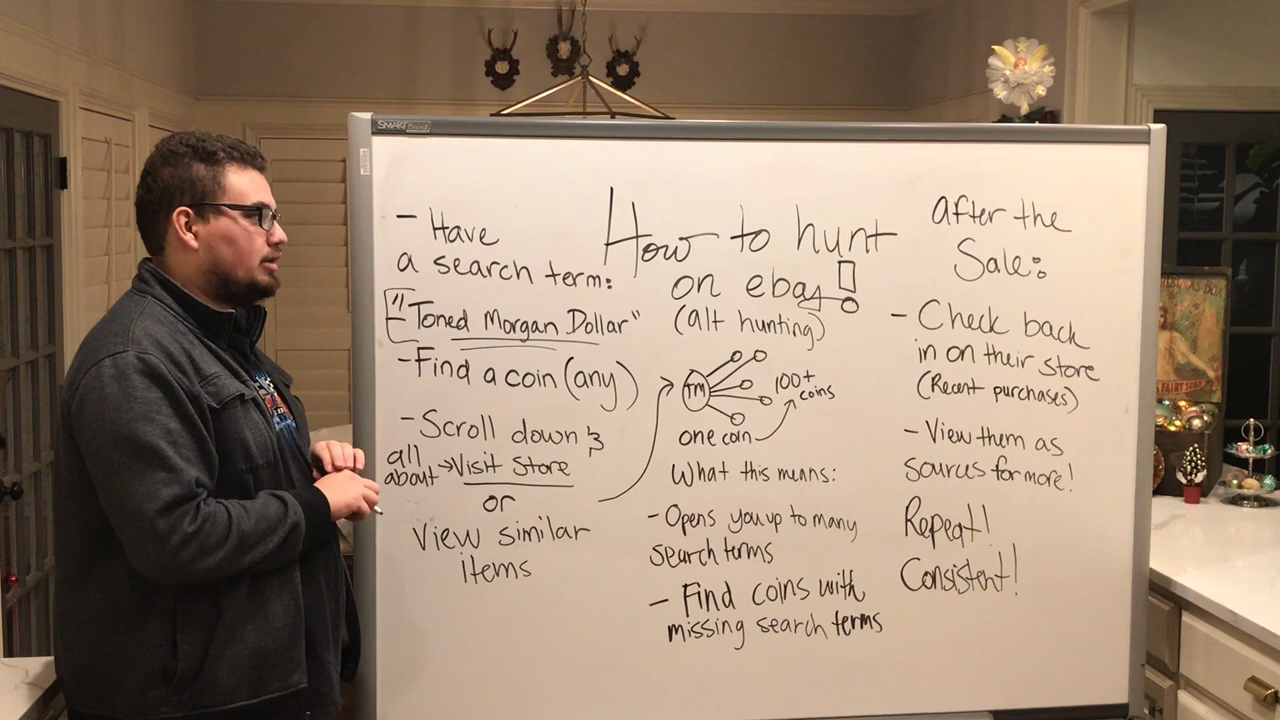 SMART Board
How to hunt
on ebay!
(alt hunting)
- Have
a search term:
"Toned Morgan Dollar"
- Find a coin (any)
- Scroll down &
all about → Visit Store
or
View similar
items
TM
100+
coins
one coin
What this means:
- Opens you up to many
search terms
- Find coins with
missing search terms
after the
Sale:
- Check back
in on their store
(Recent purchases)
- View them as
sources for more!
Repeat!
Consistent!